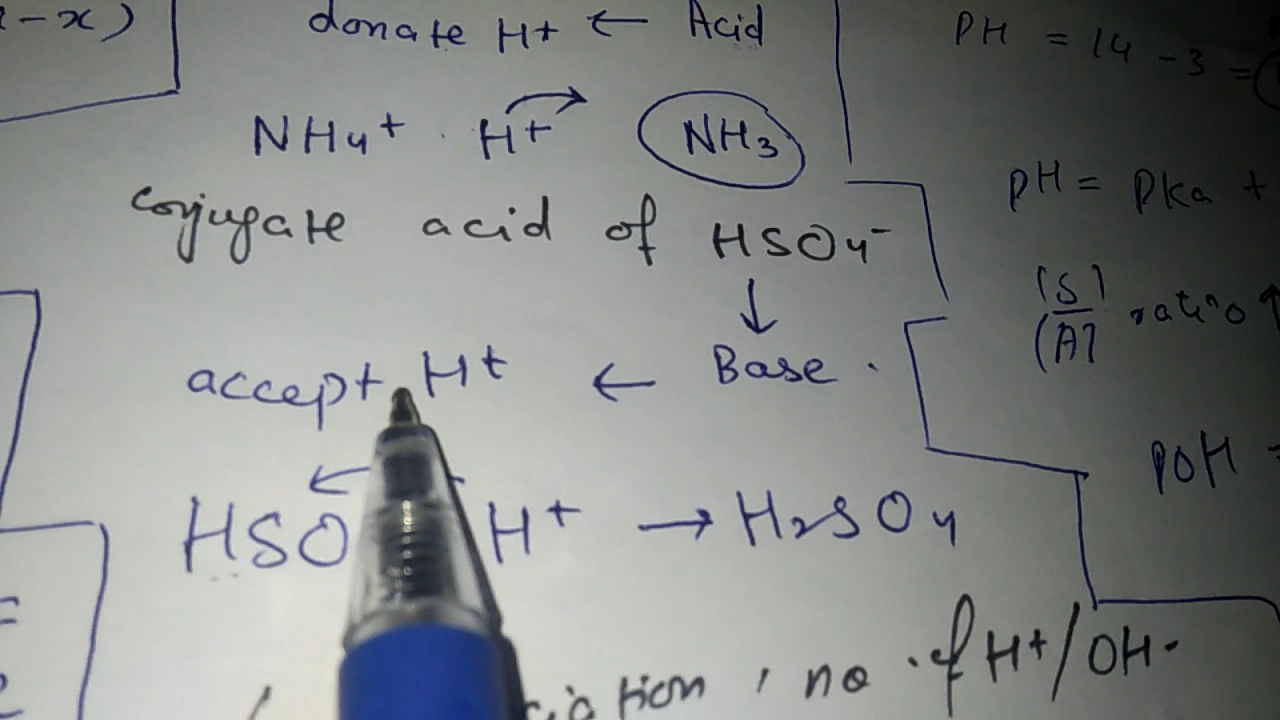 - x)
donate H+ ← Acid
NH4+ . H+ NH3
conjugate acid of HSO4-
↓
accept H+ ← Base .
HSO H+ → H2SO4
, no . of H+/OH-
PH = 14 - 3 =
PH = Pka +
[S]
[A] ratio ↑
POH =